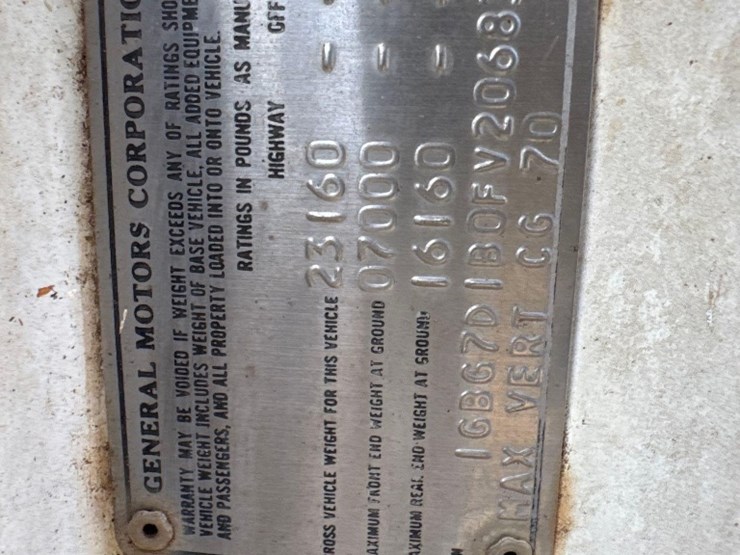 GENERAL MOTORS CORPORATIO
WARRANTY MAY BE VOIDED IF WEIGHT EXCEEDS ANY OF RATINGS SHO
VEHICLE WEIGHT INCLUDES WEIGHT OF BASE VEHICLE, ALL ADDED EQUIPME
AND PASSENGERS, AND ALL PROPERTY LOADED INTO OR ONTO VEHICLE.
RATINGS IN POUNDS AS MANU
HIGHWAY OFF
ROSS VEHICLE WEIGHT FOR THIS VEHICLE 23160 -
AXIMUM FRONT END WEIGHT AT GROUND 07000 =
AXIMUM REAR END WEIGHT AT GROUND 16160 =
1GBG7D1B0FV2068
MAX VERT CG 70